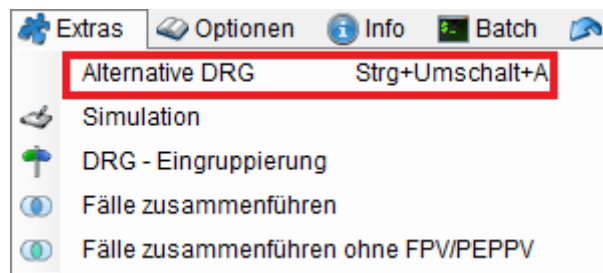 Extras Optionen Info Batch
Alternative DRG Strg+Umschalt+A
Simulation
DRG - Eingruppierung
Fälle zusammenführen
Fälle zusammenführen ohne FPV/PEPPV